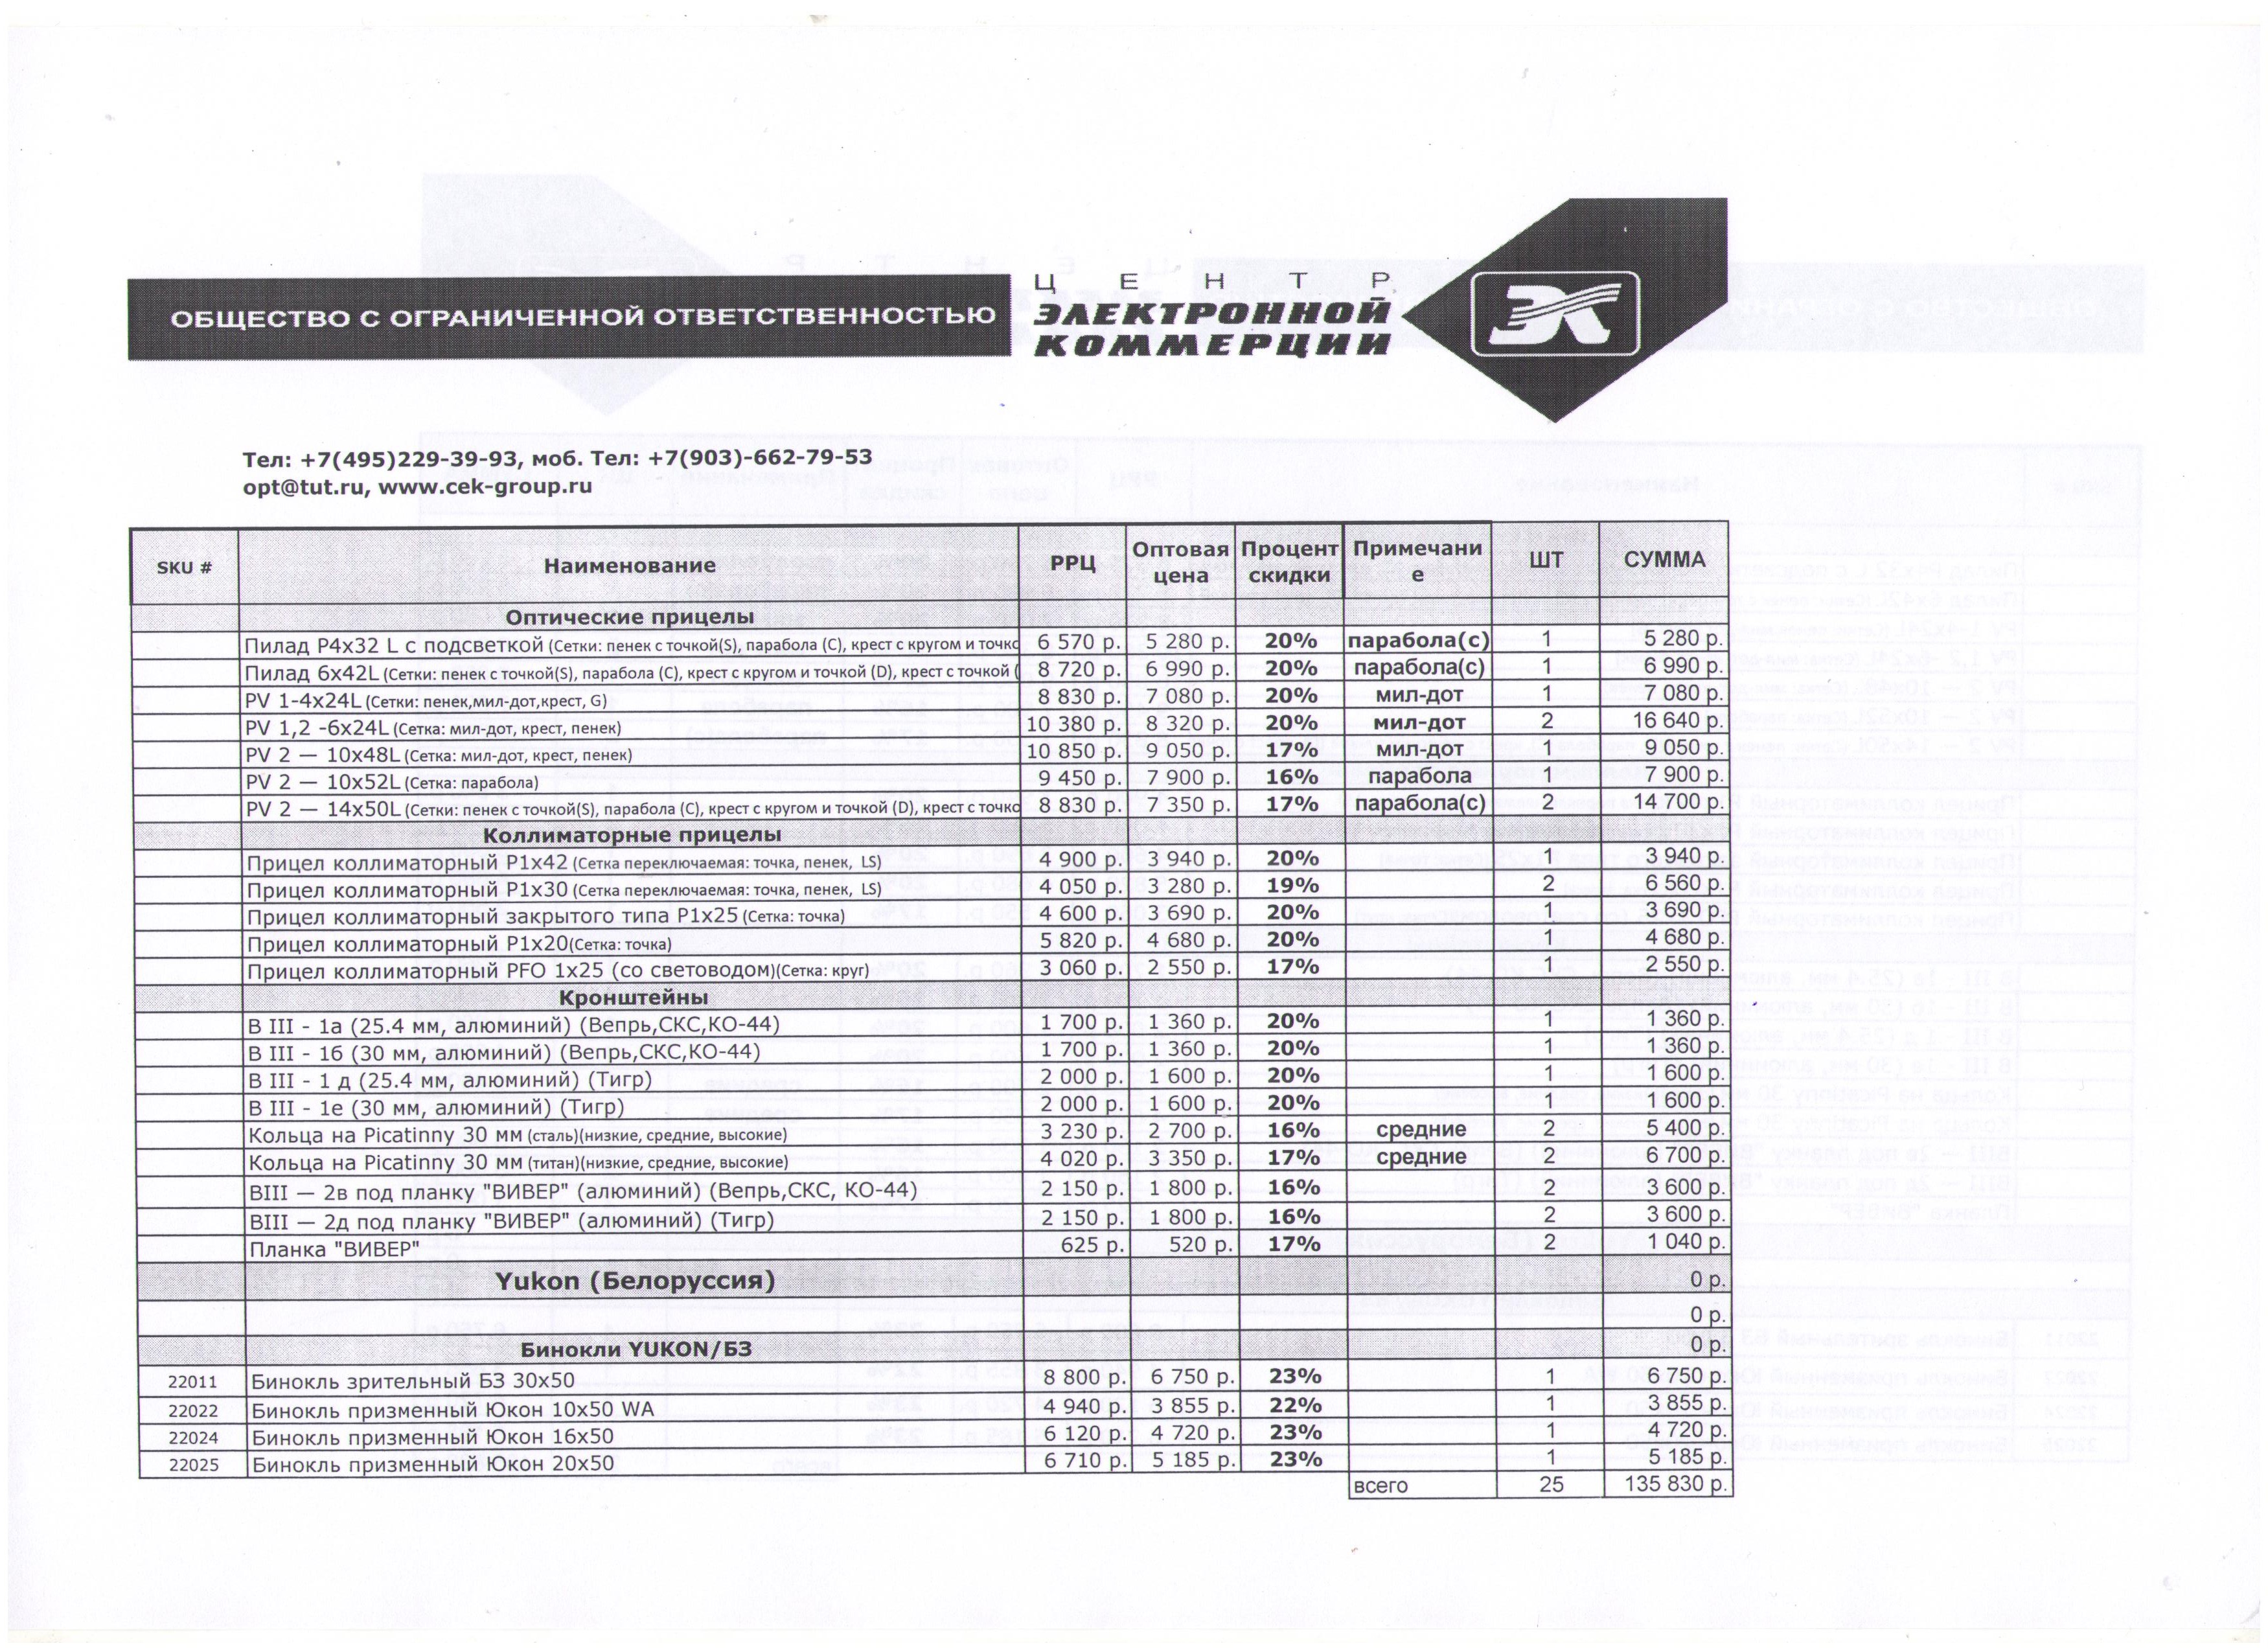 ОБЩЕСТВО С ОГРАНИЧЕННОЙ ОТВЕТСТВЕННОСТЬЮ
ЦЕНТР
ЭЛЕКТРОННОЙ
КОММЕРЦИИ
ЭК
Тел: +7(495)229-39-93, моб. Тел: +7(903)-662-79-53
opt@tut.ru, www.cek-group.ru
SKU # Наименование РРЦ Оптовая цена Процент скидки Примечание ШТ СУММА
Оптические прицелы
Пилад P4x32 L с подсветкой (Сетки: пенек с точкой(S), парабола (С), крест с кругом и точко 6 570 р. 5 280 р. 20% парабола(с) 1 5 280 р.
Пилад 6x42L (Сетки: пенек с точкой(S), парабола (С), крест с кругом и точкой (D), крест с точкой ( 8 720 р. 6 990 р. 20% парабола(с) 1 6 990 р.
PV 1-4x24L (Сетки: пенек,мил-дот,крест, G) 8 830 р. 7 080 р. 20% мил-дот 1 7 080 р.
PV 1,2 -6x24L (Сетка: мил-дот, крест, пенек) 10 380 р. 8 320 р. 20% мил-дот 2 16 640 р.
PV 2 — 10x48L (Сетка: мил-дот, крест, пенек) 10 850 р. 9 050 р. 17% мил-дот 1 9 050 р.
PV 2 — 10x52L (Сетка: парабола) 9 450 р. 7 900 р. 16% парабола 1 7 900 р.
PV 2 — 14x50L (Сетки: пенек с точкой(S), парабола (С), крест с кругом и точкой (D), крест с точко 8 830 р. 7 350 р. 17% парабола(с) 2 14 700 р.
Коллиматорные прицелы
Прицел коллиматорный P1x42 (Сетка переключаемая: точка, пенек, LS) 4 900 р. 3 940 р. 20% 1 3 940 р.
Прицел коллиматорный P1x30 (Сетка переключаемая: точка, пенек, LS) 4 050 р. 3 280 р. 19% 2 6 560 р.
Прицел коллиматорный закрытого типа P1x25 (Сетка: точка) 4 600 р. 3 690 р. 20% 1 3 690 р.
Прицел коллиматорный P1x20(Сетка: точка) 5 820 р. 4 680 р. 20% 1 4 680 р.
Прицел коллиматорный PFO 1x25 (со световодом)(Сетка: круг) 3 060 р. 2 550 р. 17% 1 2 550 р.
Кронштейны
В III - 1а (25.4 мм, алюминий) (Вепрь,СКС,КО-44) 1 700 р. 1 360 р. 20% 1 1 360 р.
В III - 1б (30 мм, алюминий) (Вепрь,СКС,КО-44) 1 700 р. 1 360 р. 20% 1 1 360 р.
В III - 1 д (25.4 мм, алюминий) (Тигр) 2 000 р. 1 600 р. 20% 1 1 600 р.
В III - 1е (30 мм, алюминий) (Тигр) 2 000 р. 1 600 р. 20% 1 1 600 р.
Кольца на Picatinny 30 мм (сталь)(низкие, средние, высокие) 3 230 р. 2 700 р. 16% средние 2 5 400 р.
Кольца на Picatinny 30 мм (титан)(низкие, средние, высокие) 4 020 р. 3 350 р. 17% средние 2 6 700 р.
ВIII — 2в под планку "ВИВЕР" (алюминий) (Вепрь,СКС, КО-44) 2 150 р. 1 800 р. 16% 2 3 600 р.
ВIII — 2д под планку "ВИВЕР" (алюминий) (Тигр) 2 150 р. 1 800 р. 16% 2 3 600 р.
Планка "ВИВЕР" 625 р. 520 р. 17% 2 1 040 р.
Yukon (Белоруссия) 0 р.
0 р.
Бинокли YUKON/БЗ 0 р.
22011 Бинокль зрительный БЗ 30x50 8 800 р. 6 750 р. 23% 1 6 750 р.
22022 Бинокль призменный Юкон 10x50 WA 4 940 р. 3 855 р. 22% 1 3 855 р.
22024 Бинокль призменный Юкон 16x50 6 120 р. 4 720 р. 23% 1 4 720 р.
22025 Бинокль призменный Юкон 20x50 6 710 р. 5 185 р. 23% 1 5 185 р.
всего 25 135 830 р.